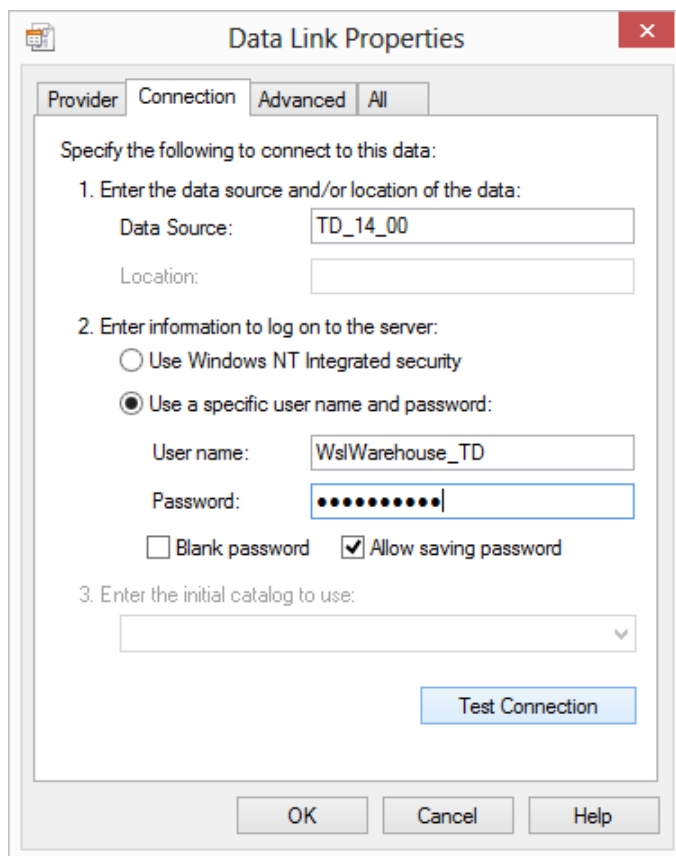 Data Link Properties
Provider Connection Advanced All
Specify the following to connect to this data:
1. Enter the data source and/or location of the data:
Data Source: TD_14_00
Location:
2. Enter information to log on to the server:
Use Windows NT Integrated security
Use a specific user name and password:
User name: WslWarehouse_TD
Password: ●●●●●●●●●●
Blank password Allow saving password
3. Enter the initial catalog to use:
Test Connection
OK Cancel Help